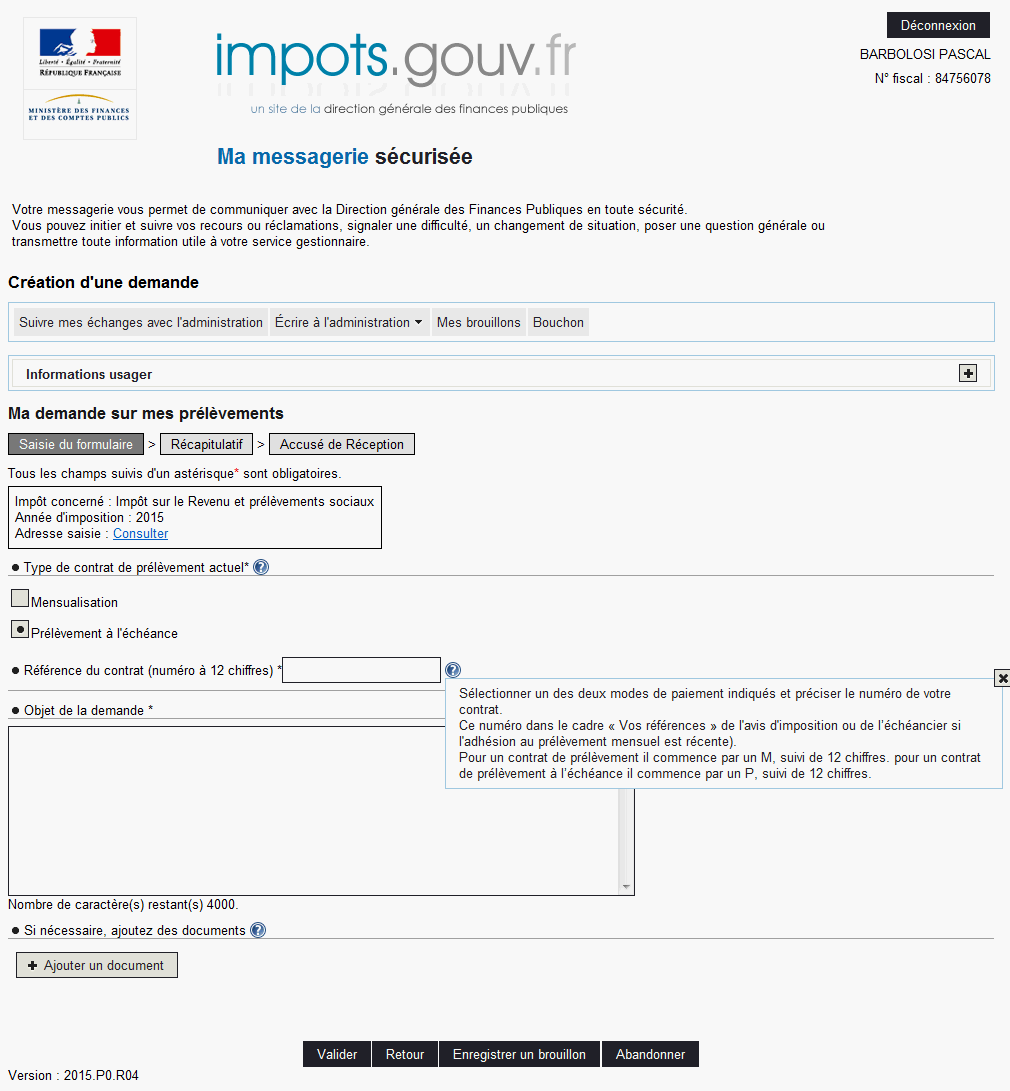 Déconnexion
BARBOLOSI PASCAL
N° fiscal : 84756078
Liberté • Égalité • Fraternité
RÉPUBLIQUE FRANÇAISE
MINISTÈRE DES FINANCES
ET DES COMPTES PUBLICS
impots.gouv.fr
un site de la direction générale des finances publiques
Ma messagerie sécurisée
Votre messagerie vous permet de communiquer avec la Direction générale des Finances Publiques en toute sécurité.
Vous pouvez initier et suivre vos recours ou réclamations, signaler une difficulté, un changement de situation, poser une question générale ou
transmettre toute information utile à votre service gestionnaire.
Création d'une demande
Suivre mes échanges avec l'administration Écrire à l'administration Mes brouillons Bouchon
Informations usager
Ma demande sur mes prélèvements
Saisie du formulaire > Récapitulatif > Accusé de Réception
Tous les champs suivis d'un astérisque* sont obligatoires.
Impôt concerné : Impôt sur le Revenu et prélèvements sociaux
Année d'imposition : 2015
Adresse saisie : Consulter
• Type de contrat de prélèvement actuel* ?
Mensualisation
Prélèvement à l'échéance
• Référence du contrat (numéro à 12 chiffres) * ?
Sélectionner un des deux modes de paiement indiqués et préciser le numéro de votre
contrat.
Ce numéro dans le cadre « Vos références » de l'avis d'imposition ou de l'échéancier si
l'adhésion au prélèvement mensuel est récente).
Pour un contrat de prélèvement il commence par un M, suivi de 12 chiffres. pour un contrat
de prélèvement à l'échéance il commence par un P, suivi de 12 chiffres.
• Objet de la demande *
Nombre de caractère(s) restant(s) 4000.
• Si nécessaire, ajoutez des documents ?
+ Ajouter un document
Valider Retour Enregistrer un brouillon Abandonner
Version : 2015.P0.R04